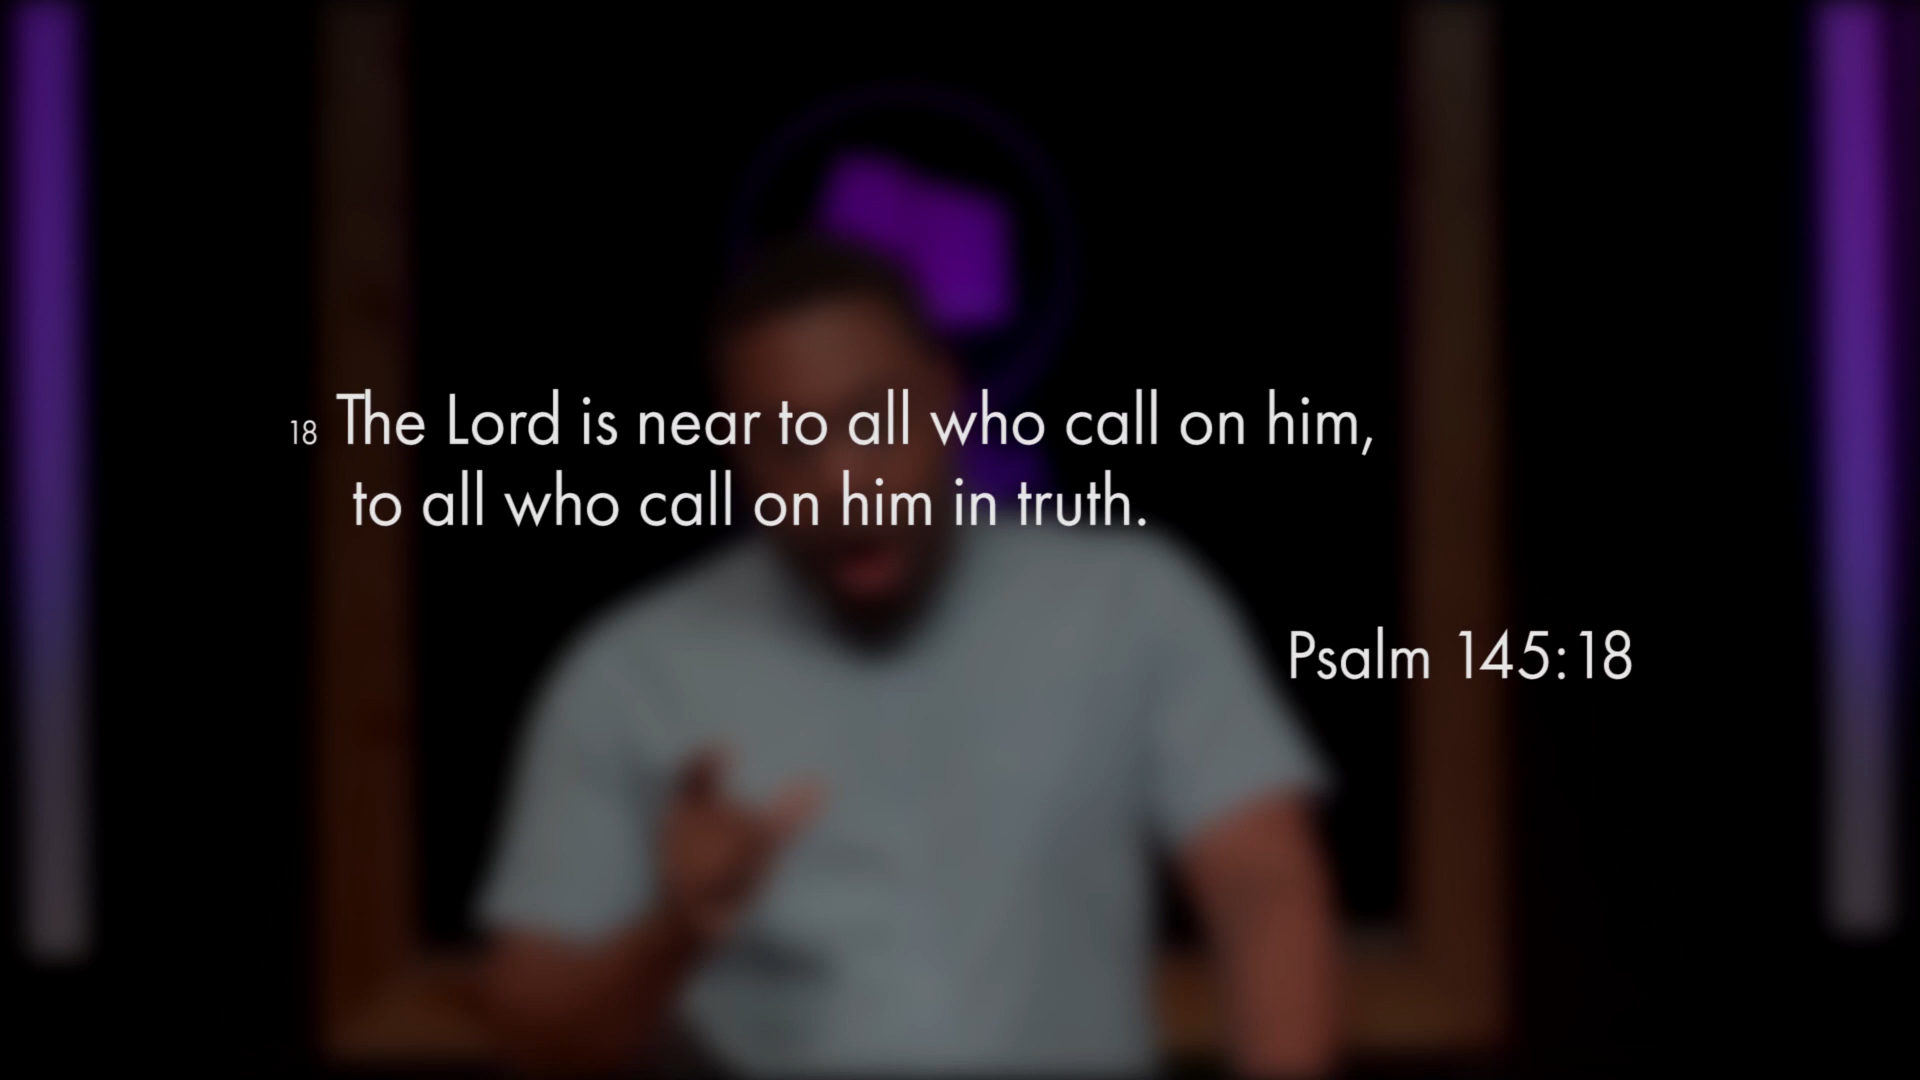 18 The Lord is near to all who call on him,
to all who call on him in truth.
Psalm 145:18